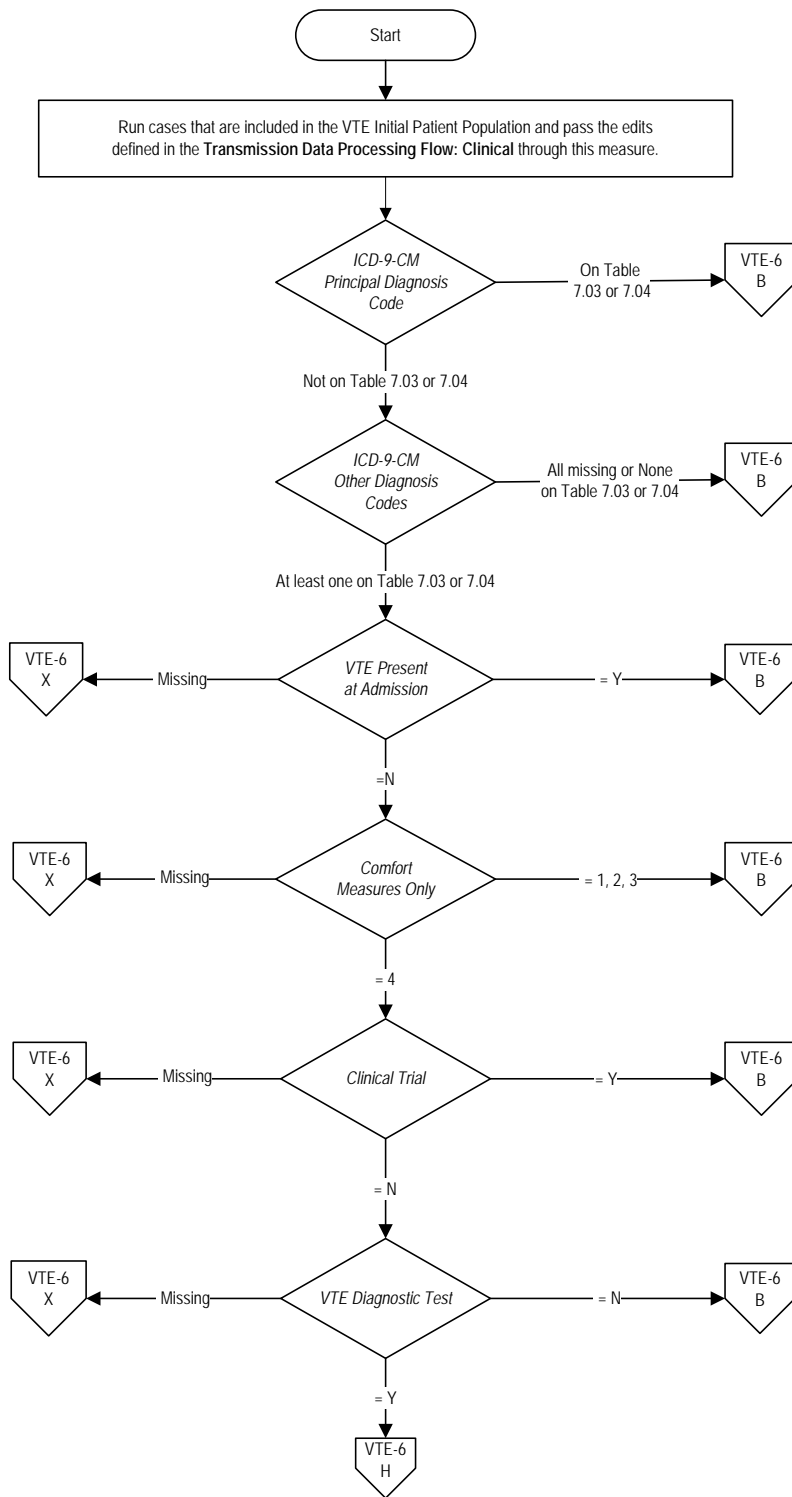 Start
Run cases that are included in the VTE Initial Patient Population and pass the edits
defined in the Transmission Data Processing Flow: Clinical through this measure.
ICD-9-CM
Principal Diagnosis
Code
On Table
7.03 or 7.04
VTE-6
B
Not on Table 7.03 or 7.04
ICD-9-CM
Other Diagnosis
Codes
All missing or None
on Table 7.03 or 7.04
VTE-6
B
At least one on Table 7.03 or 7.04
VTE-6
X
Missing
VTE Present
at Admission
= Y
VTE-6
B
=N
VTE-6
X
Missing
Comfort
Measures Only
= 1, 2, 3
VTE-6
B
= 4
VTE-6
X
Missing
Clinical Trial
= Y
VTE-6
B
= N
VTE-6
X
Missing
VTE Diagnostic Test
= N
VTE-6
B
= Y
VTE-6
H